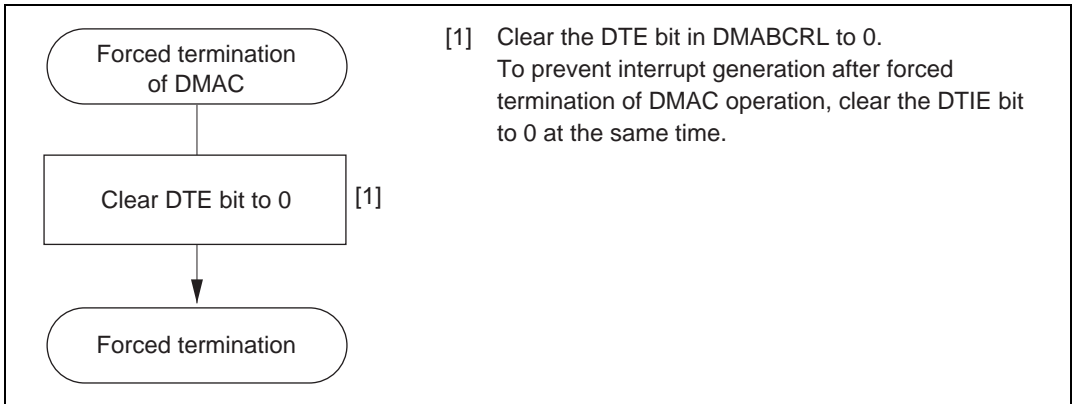 Forced termination
of DMAC
Clear DTE bit to 0
[1]
Forced termination
[1] Clear the DTE bit in DMABCRL to 0.
To prevent interrupt generation after forced
termination of DMAC operation, clear the DTIE bit
to 0 at the same time.